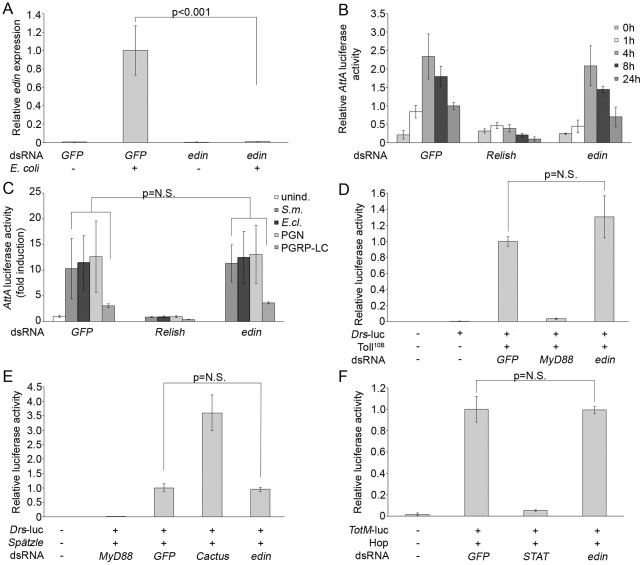 A
p<0.001
Relative edin expression
1.4
1.2
1.0
0.8
0.6
0.4
0.2
0
dsRNA GFP GFP edin edin
E. coli - + - +
B
Relative AttA luciferase activity
3.5
3.0
2.5
2.0
1.5
1.0
0.5
0.0
0h
1h
4h
8h
24h
dsRNA GFP Relish edin
C
p=N.S.
AttA luciferase activity
(fold induction)
25
20
15
10
5
0
unind.
S.m.
E.cl.
PGN
PGRP-LC
dsRNA GFP Relish edin
D
p=N.S.
Relative luciferase activity
1.8
1.6
1.4
1.2
1.0
0.8
0.6
0.4
0.2
0
Drs-luc - + + + +
Toll10B - - + + +
dsRNA - - GFP MyD88 edin
E
p=N.S.
Relative luciferase activity
4.5
4.0
3.5
3.0
2.5
2.0
1.5
1.0
0.5
0.0
Drs-luc - + + + +
Spätzle - + + + +
dsRNA - MyD88 GFP Cactus edin
F
p=N.S.
Relative luciferase activity
1.2
1.0
0.8
0.6
0.4
0.2
0
TotM-luc - + + +
Hop - + + +
dsRNA - GFP STAT edin